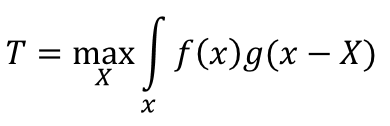 T = max_X ∫_x f(x)g(x − X)